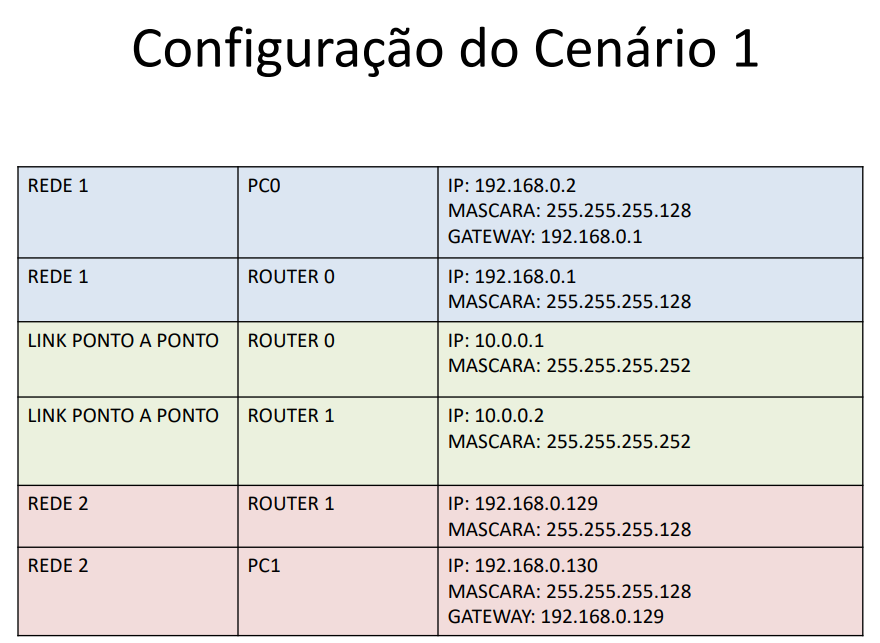 Configuração do Cenário 1
REDE 1
PC0
IP: 192.168.0.2
MASCARA: 255.255.255.128
GATEWAY: 192.168.0.1
REDE 1
ROUTER 0
IP: 192.168.0.1
MASCARA: 255.255.255.128
LINK PONTO A PONTO
ROUTER 0
IP: 10.0.0.1
MASCARA: 255.255.255.252
LINK PONTO A PONTO
ROUTER 1
IP: 10.0.0.2
MASCARA: 255.255.255.252
REDE 2
ROUTER 1
IP: 192.168.0.129
MASCARA: 255.255.255.128
REDE 2
PC1
IP: 192.168.0.130
MASCARA: 255.255.255.128
GATEWAY: 192.168.0.129